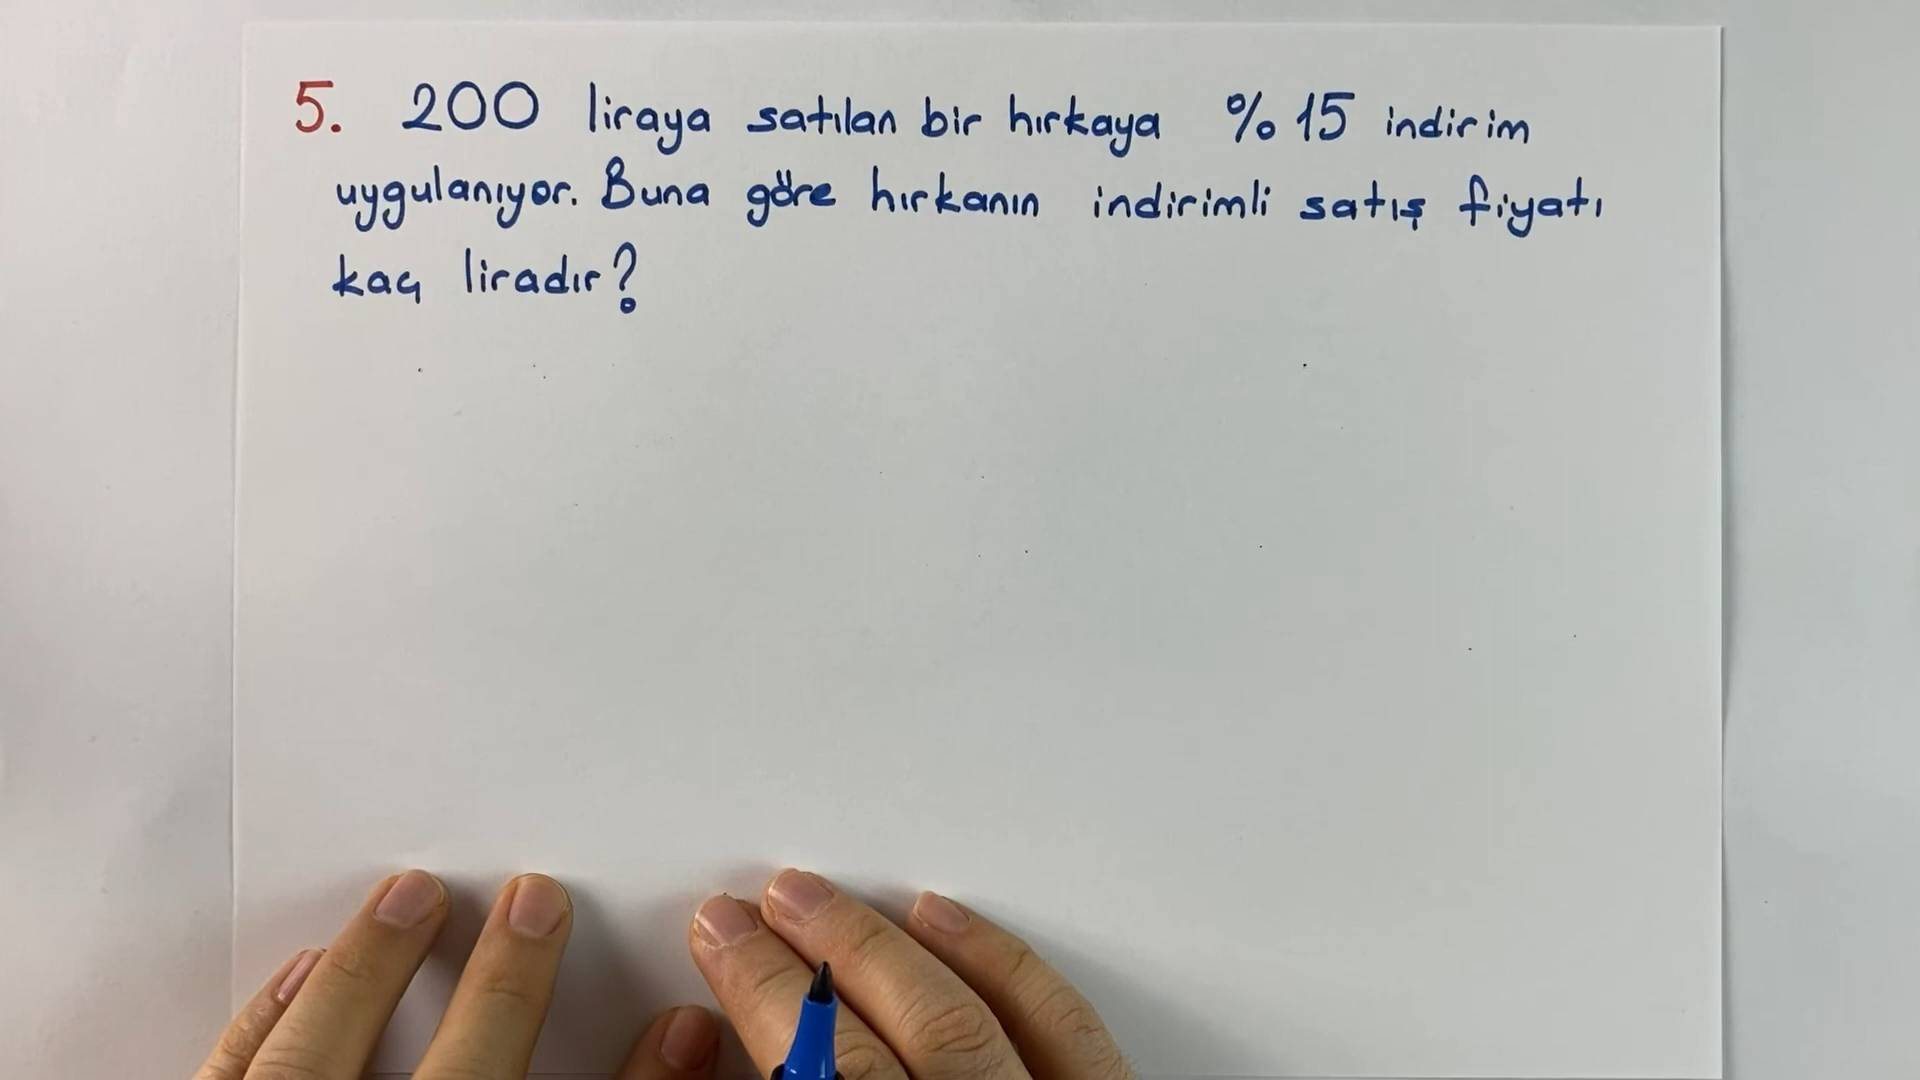 5. 200 liraya satılan bir hırkaya % 15 indirim
uygulanıyor. Buna göre hırkanın indirimli satış fiyatı
kaç liradır?